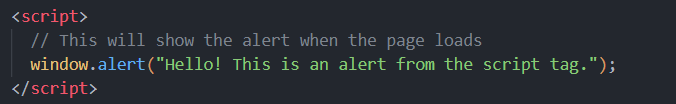 <script>
// This will show the alert when the page loads
window.alert("Hello! This is an alert from the script tag.");
</script>